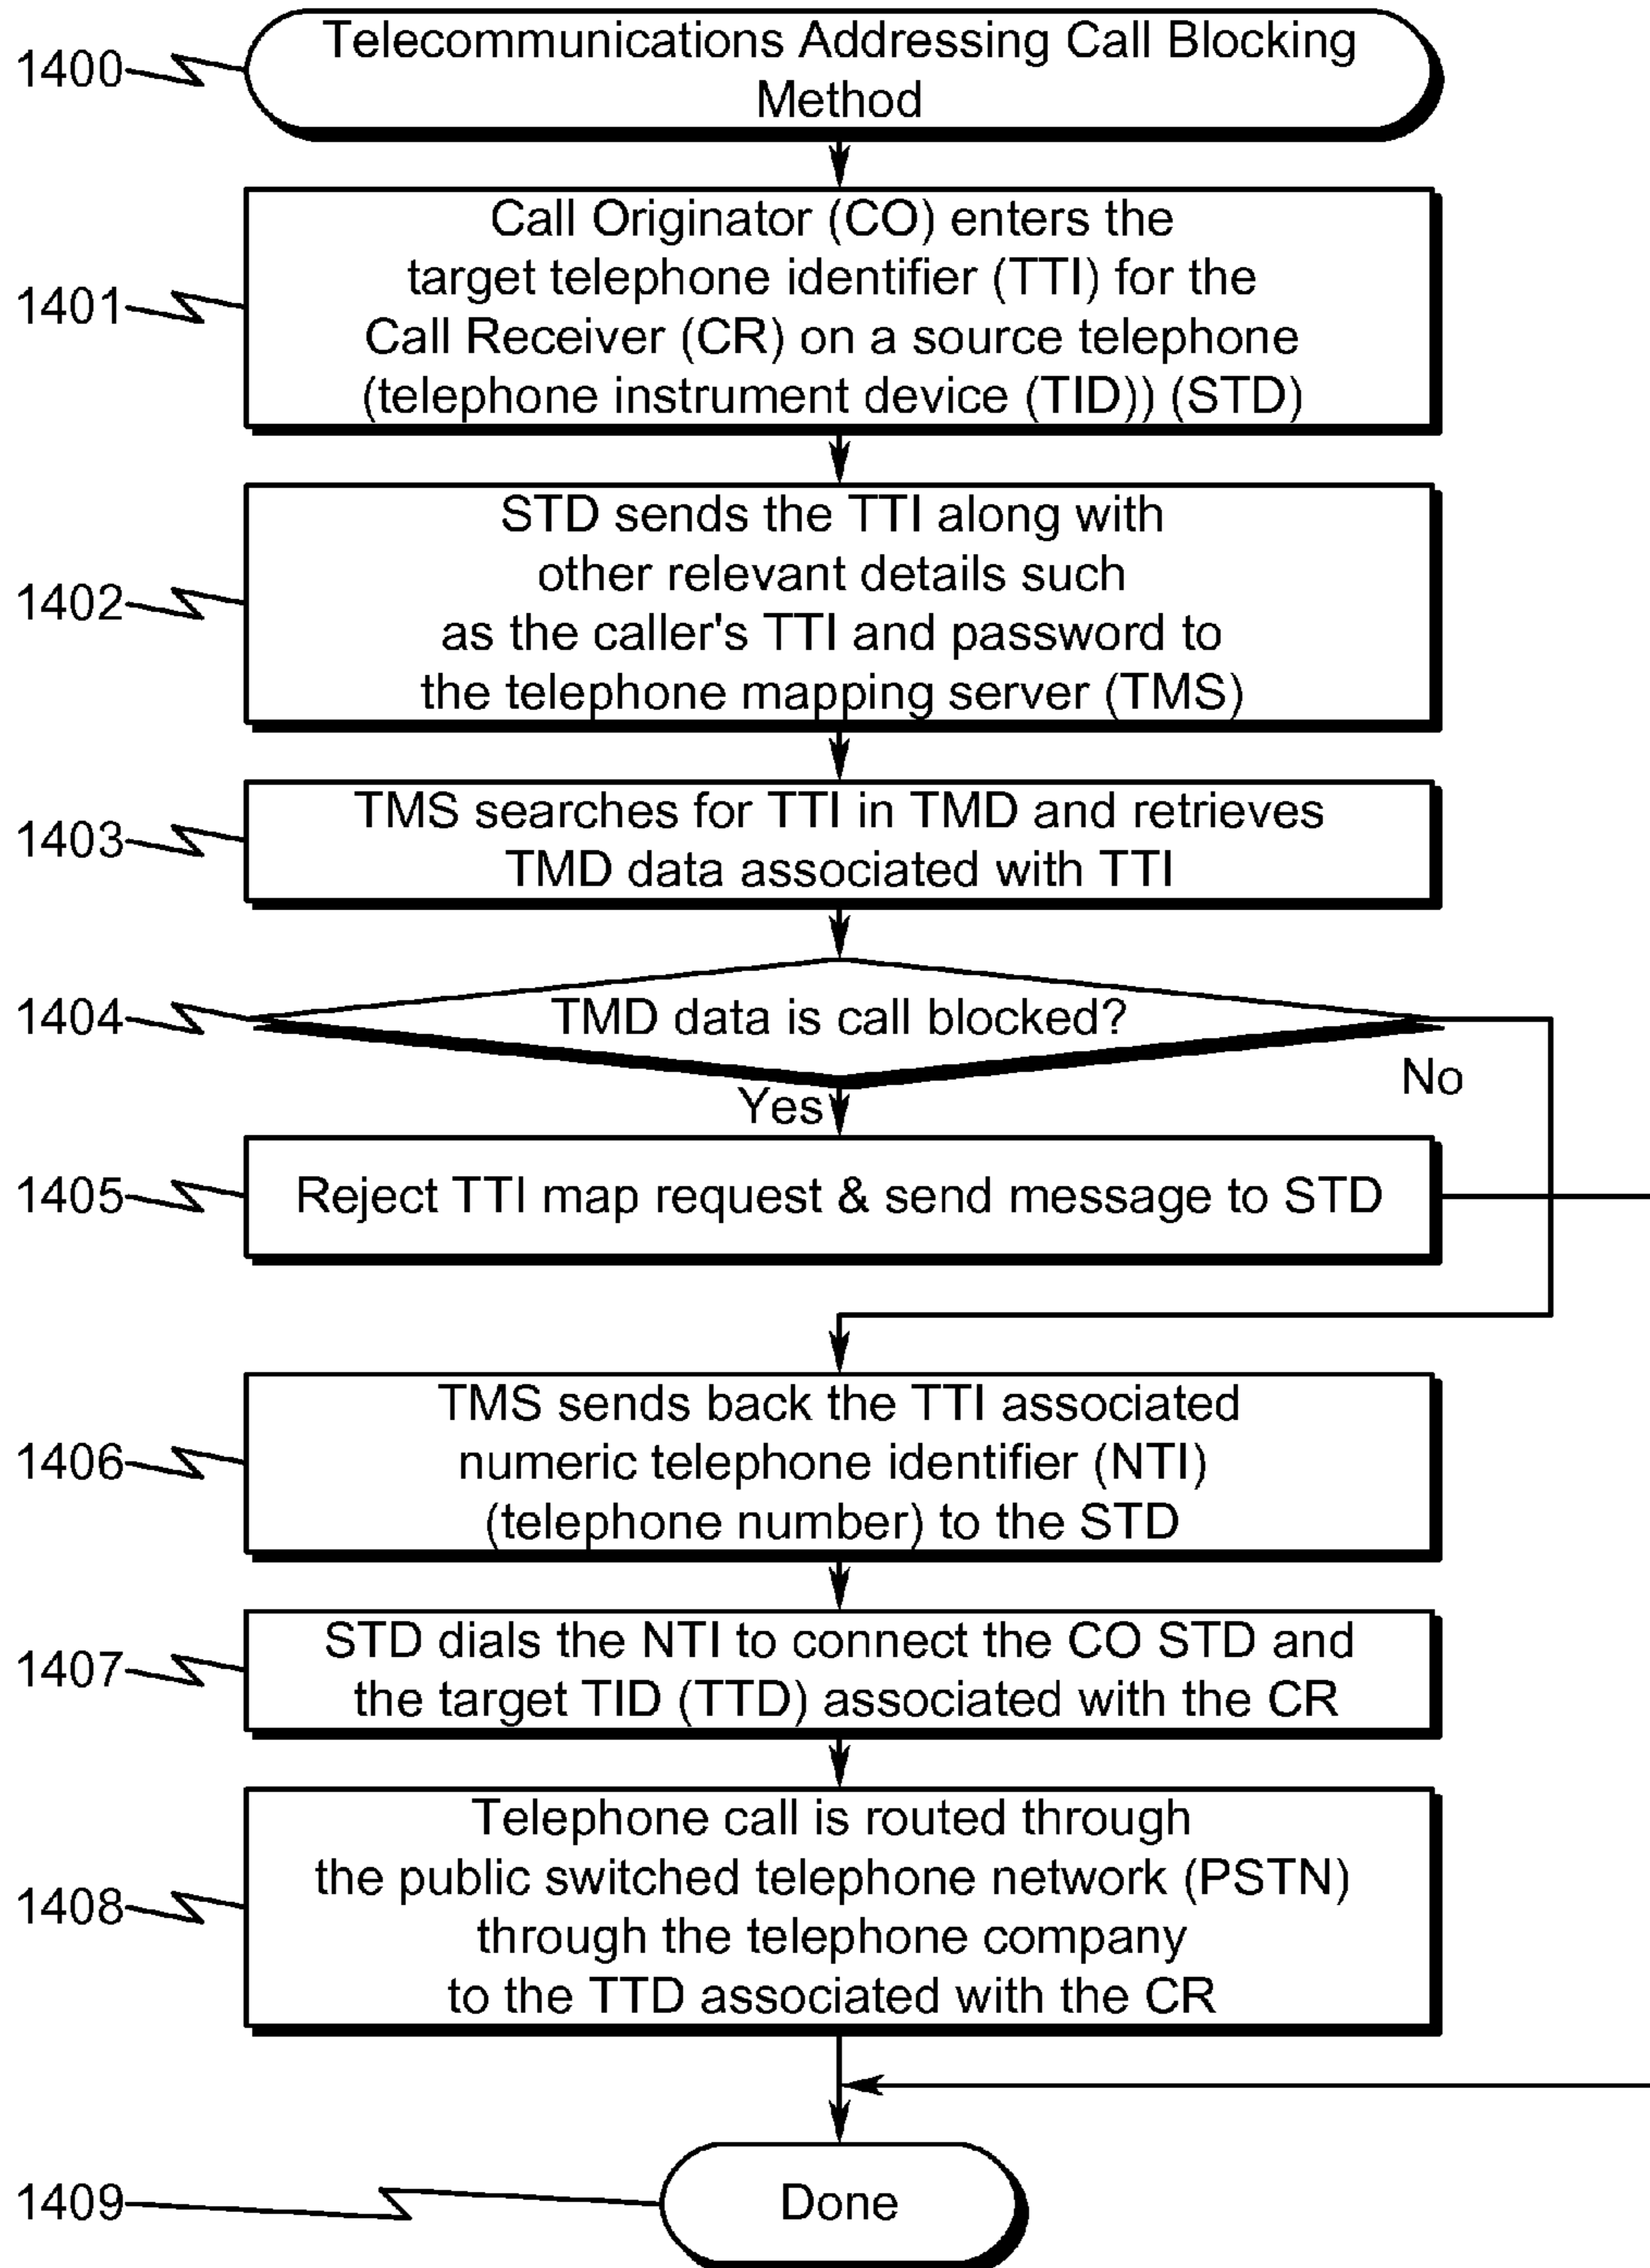 1400
Telecommunications Addressing Call Blocking
Method
1401
Call Originator (CO) enters the
target telephone identifier (TTI) for the
Call Receiver (CR) on a source telephone
(telephone instrument device (TID)) (STD)
1402
STD sends the TTI along with
other relevant details such
as the caller's TTI and password to
the telephone mapping server (TMS)
1403
TMS searches for TTI in TMD and retrieves
TMD data associated with TTI
1404
TMD data is call blocked?
No
Yes
1405
Reject TTI map request & send message to STD
1406
TMS sends back the TTI associated
numeric telephone identifier (NTI)
(telephone number) to the STD
1407
STD dials the NTI to connect the CO STD and
the target TID (TTD) associated with the CR
1408
Telephone call is routed through
the public switched telephone network (PSTN)
through the telephone company
to the TTD associated with the CR
1409
Done